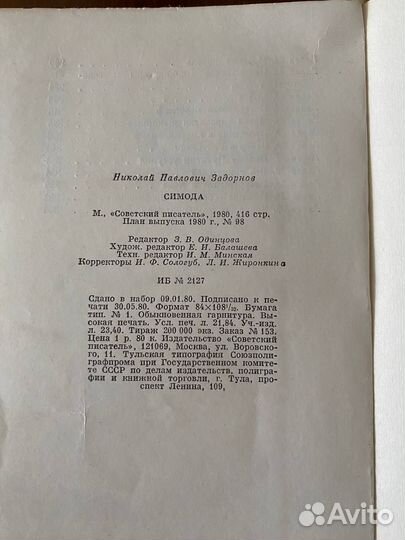 Николай Павлович Задорнов
СИМОДА
М., «Советский писатель», 1980, 416 стр.
План выпуска 1980 г., № 98
Редактор З. В. Одинцова
Худож. редактор Е. И. Балашева
Техн. редактор И. М. Минская
Корректоры И. Ф. Сологуб, Л. И. Жиронкина
ИБ № 2127
Сдано в набор 09.01.80. Подписано к
печати 30.05.80. Формат 84×108¹/₃₂. Бумага
тип. № 1. Обыкновенная гарнитура. Вы-
сокая печать. Усл. печ. л. 21,84. Уч.-изд.
л. 23,40. Тираж 200 000 экз. Заказ № 153.
Цена 1 р. 80 к. Издательство «Советский
писатель», 121069, Москва, ул. Воровско-
го, 11. Тульская типография Союзполи-
графпрома при Государственном комите-
тете СССР по делам издательств, полигра-
фии и книжной торговли, г. Тула, про-
спект Ленина, 109,
Avito